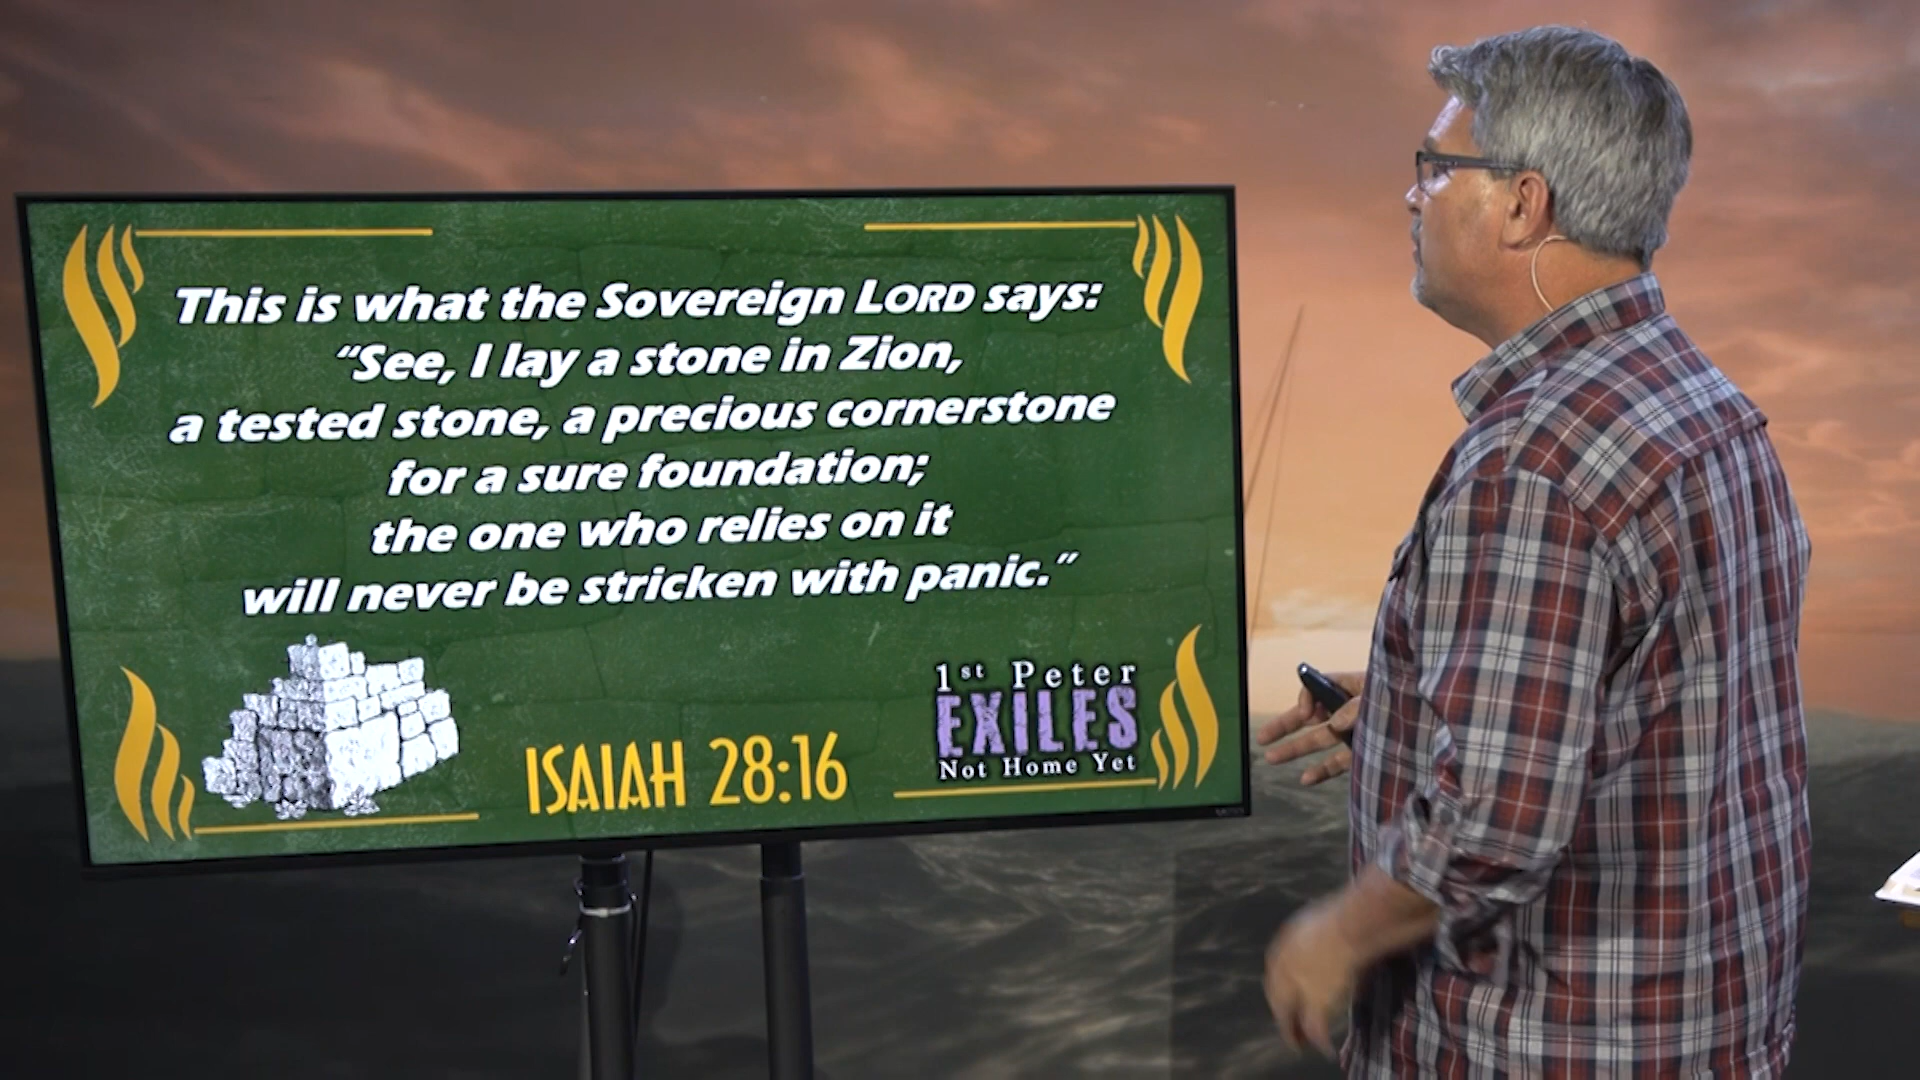 This is what the Sovereign LORD says:
“See, I lay a stone in Zion,
a tested stone, a precious cornerstone
for a sure foundation;
the one who relies on it
will never be stricken with panic.”
ISAIAH 28:16
1st Peter
EXILES
Not Home Yet